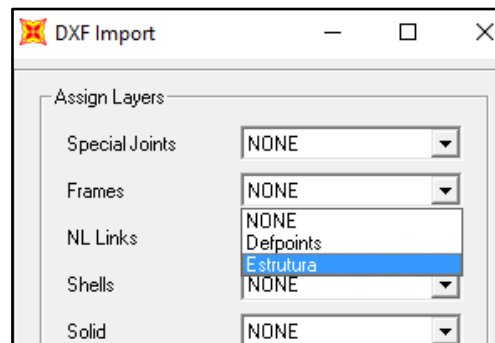 DXF Import
Assign Layers
Special Joints NONE
Frames NONE
NONE
NL Links Defpoints
Estrutura
Shells NONE
Solid NONE